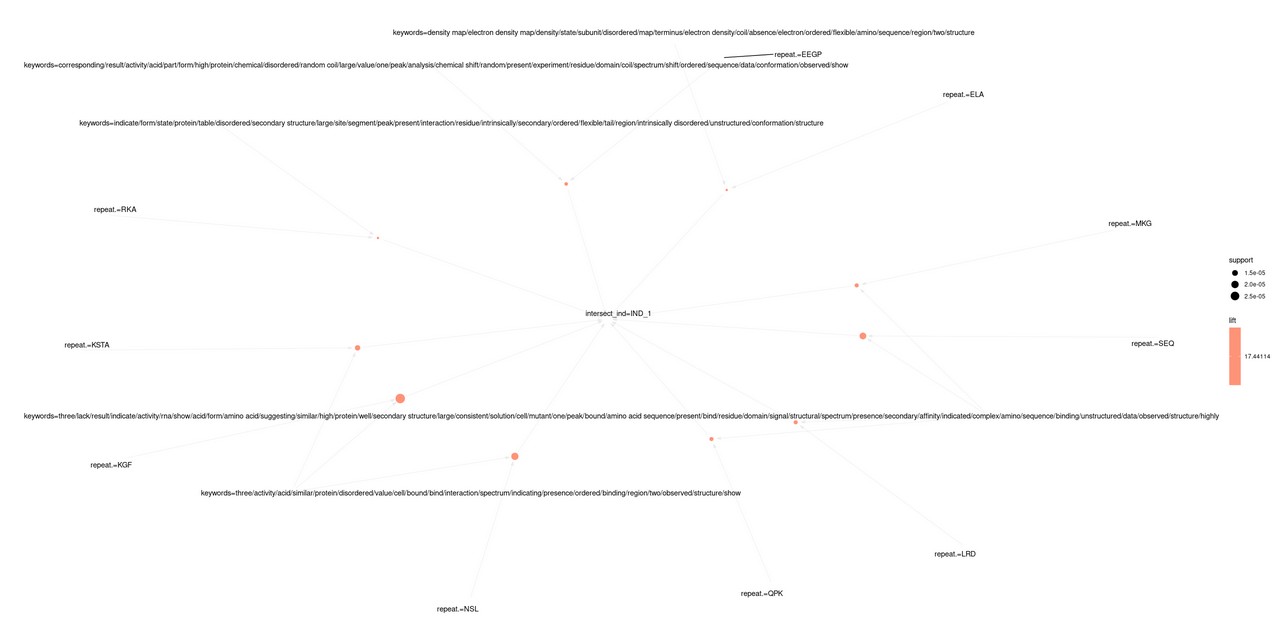 keywords=density map/electron density map/density/state/subunit/disordered/map/terminus/electron density/coil/absence/electron/ordered/flexible/amino/sequence/region/two/structure
repeat.=EEGP
keywords=corresponding/result/activity/acid/part/form/high/protein/chemical/disordered/random coil/large/value/one/peak/analysis/chemical shift/random/present/experiment/residue/domain/coil/spectrum/shift/ordered/sequence/data/conformation/observed/show
repeat.=ELA
keywords=indicate/form/state/protein/table/disordered/secondary structure/large/site/segment/peak/present/interaction/residue/intrinsically/secondary/ordered/flexible/tail/region/intrinsically disordered/unstructured/conformation/structure
repeat.=RKA
repeat.=MKG
support
1.5e-05
2.0e-05
2.5e-05
intersect_ind=IND_1
lift
17.44114
repeat.=KSTA
repeat.=SEQ
keywords=three/lack/result/indicate/activity/rna/show/acid/form/amino acid/suggesting/similar/high/protein/well/secondary structure/large/consistent/solution/cell/mutant/one/peak/bound/amino acid sequence/present/bind/residue/domain/signal/structural/spectrum/presence/secondary/affinity/indicated/complex/amino/sequence/binding/unstructured/data/observed/structure/highly
repeat.=KGF
keywords=three/activity/acid/similar/protein/disordered/value/cell/bound/bind/interaction/spectrum/indicating/presence/ordered/binding/region/two/observed/structure/show
repeat.=LRD
repeat.=QPK
repeat.=NSL